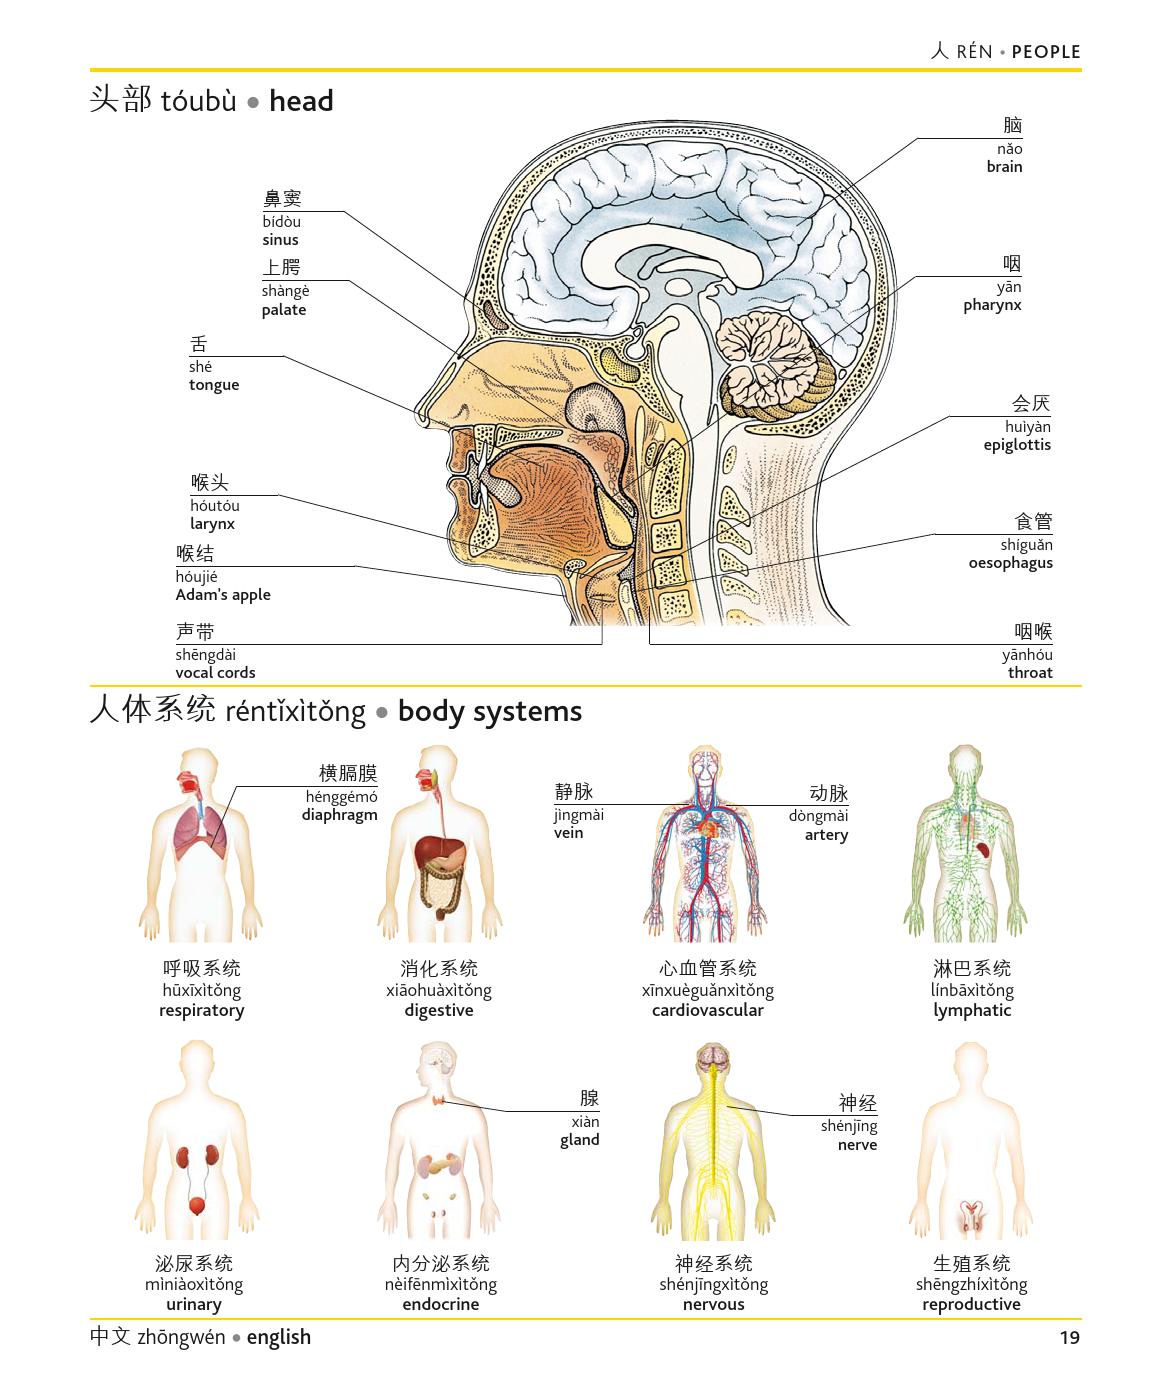 人 RÉN • PEOPLE
头部 tóubù • head
脑
nǎo
brain
鼻窦
bídòu
sinus
上腭
shàngè
palate
咽
yān
pharynx
舌
shé
tongue
会厌
huìyàn
epiglottis
喉头
hóutóu
larynx
食管
shíguǎn
oesophagus
喉结
hóujié
Adam's apple
声带
shēngdài
vocal cords
咽喉
yānhóu
throat
人体系统 réntǐxìtǒng • body systems
横膈膜
hénggémó
diaphragm
静脉
jìngmài
vein
动脉
dòngmài
artery
呼吸系统
hūxīxìtǒng
respiratory
消化系统
xiāohuàxìtǒng
digestive
心血管系统
xīnxuèguǎnxìtǒng
cardiovascular
淋巴系统
línbāxìtǒng
lymphatic
腺
xiàn
gland
神经
shénjīng
nerve
泌尿系统
mìniàoxìtǒng
urinary
内分泌系统
nèifēnmìxìtǒng
endocrine
神经系统
shénjīngxìtǒng
nervous
生殖系统
shēngzhíxìtǒng
reproductive
中文 zhōngwén • english
19